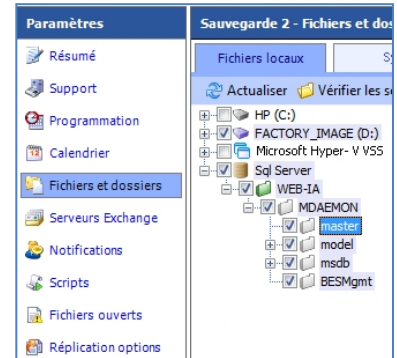 Paramètres
Résumé
Support
Programmation
Calendrier
Fichiers et dossiers
Serveurs Exchange
Notifications
Scripts
Fichiers ouverts
Réplication options
Sauvegarde 2 - Fichiers et dos
Fichiers locaux
Sy
Actualiser
Vérifier les s
HP (C:)
FACTORY_IMAGE (D:)
Microsoft Hyper- V VSS
Sql Server
WEB-IA
MDAEMON
master
model
msdb
BESMgmt